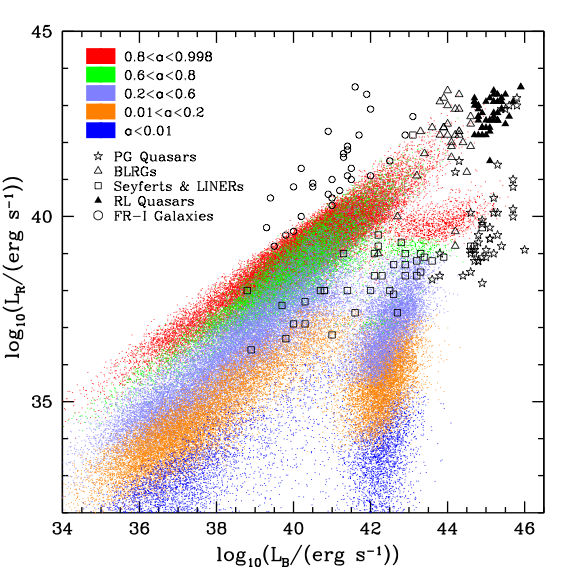 45
0.8<a<0.998
0.6<a<0.8
0.2<a<0.6
0.01<a<0.2
a<0.01
PG Quasars
BLRGs
Seyferts & LINERs
RL Quasars
FR-I Galaxies
40
35
log₁₀(L_R/(erg s⁻¹))
34 36 38 40 42 44 46
log₁₀(L_B/(erg s⁻¹))